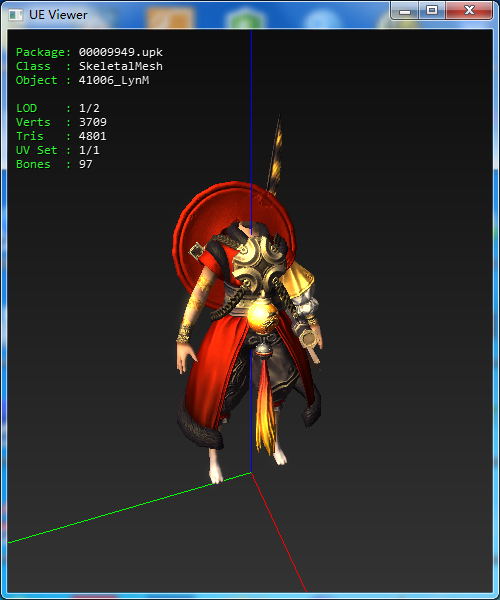 UE Viewer
Package: 00009949.upk
Class : SkeletalMesh
Object : 41006_LynM
LOD : 1/2
Verts : 3709
Tris : 4801
UV Set : 1/1
Bones : 97